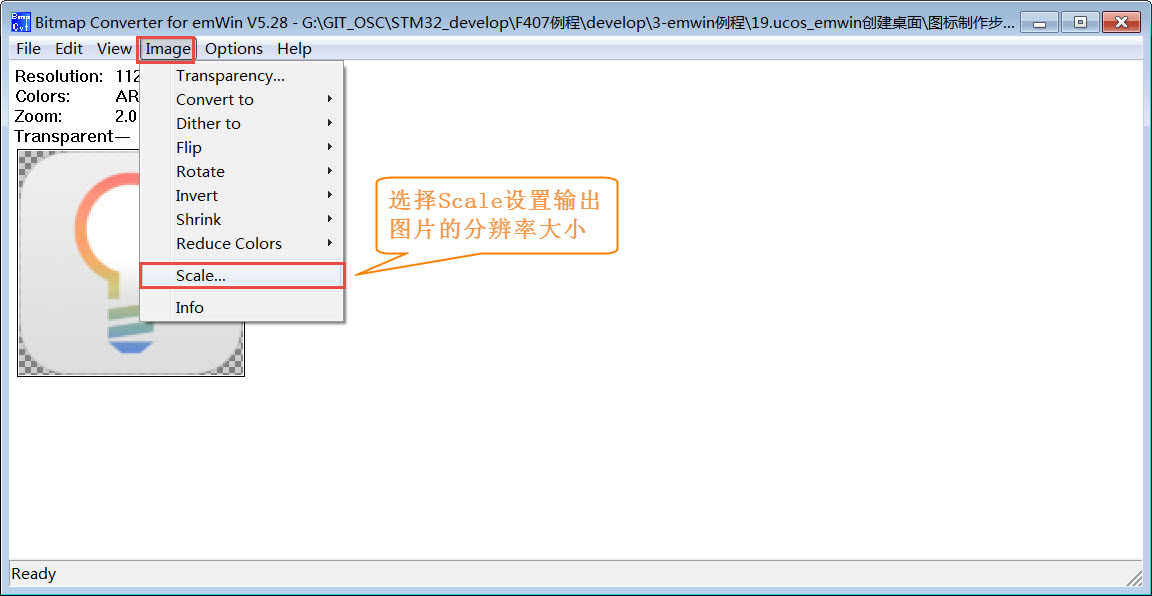 Bmp Cvt
Bitmap Converter for emWin V5.28 - G:\GIT_OSC\STM32_develop\F407例程\develop\3-emwin例程\19.ucos_emwin创建桌面\图标制作步...
File Edit View Image Options Help
Resolution: 112
Colors: AR
Zoom: 2.0
Transparent—
Transparency...
Convert to
Dither to
Flip
Rotate
Invert
Shrink
Reduce Colors
Scale...
Info
选择Scale设置输出
图片的分辨率大小
Ready